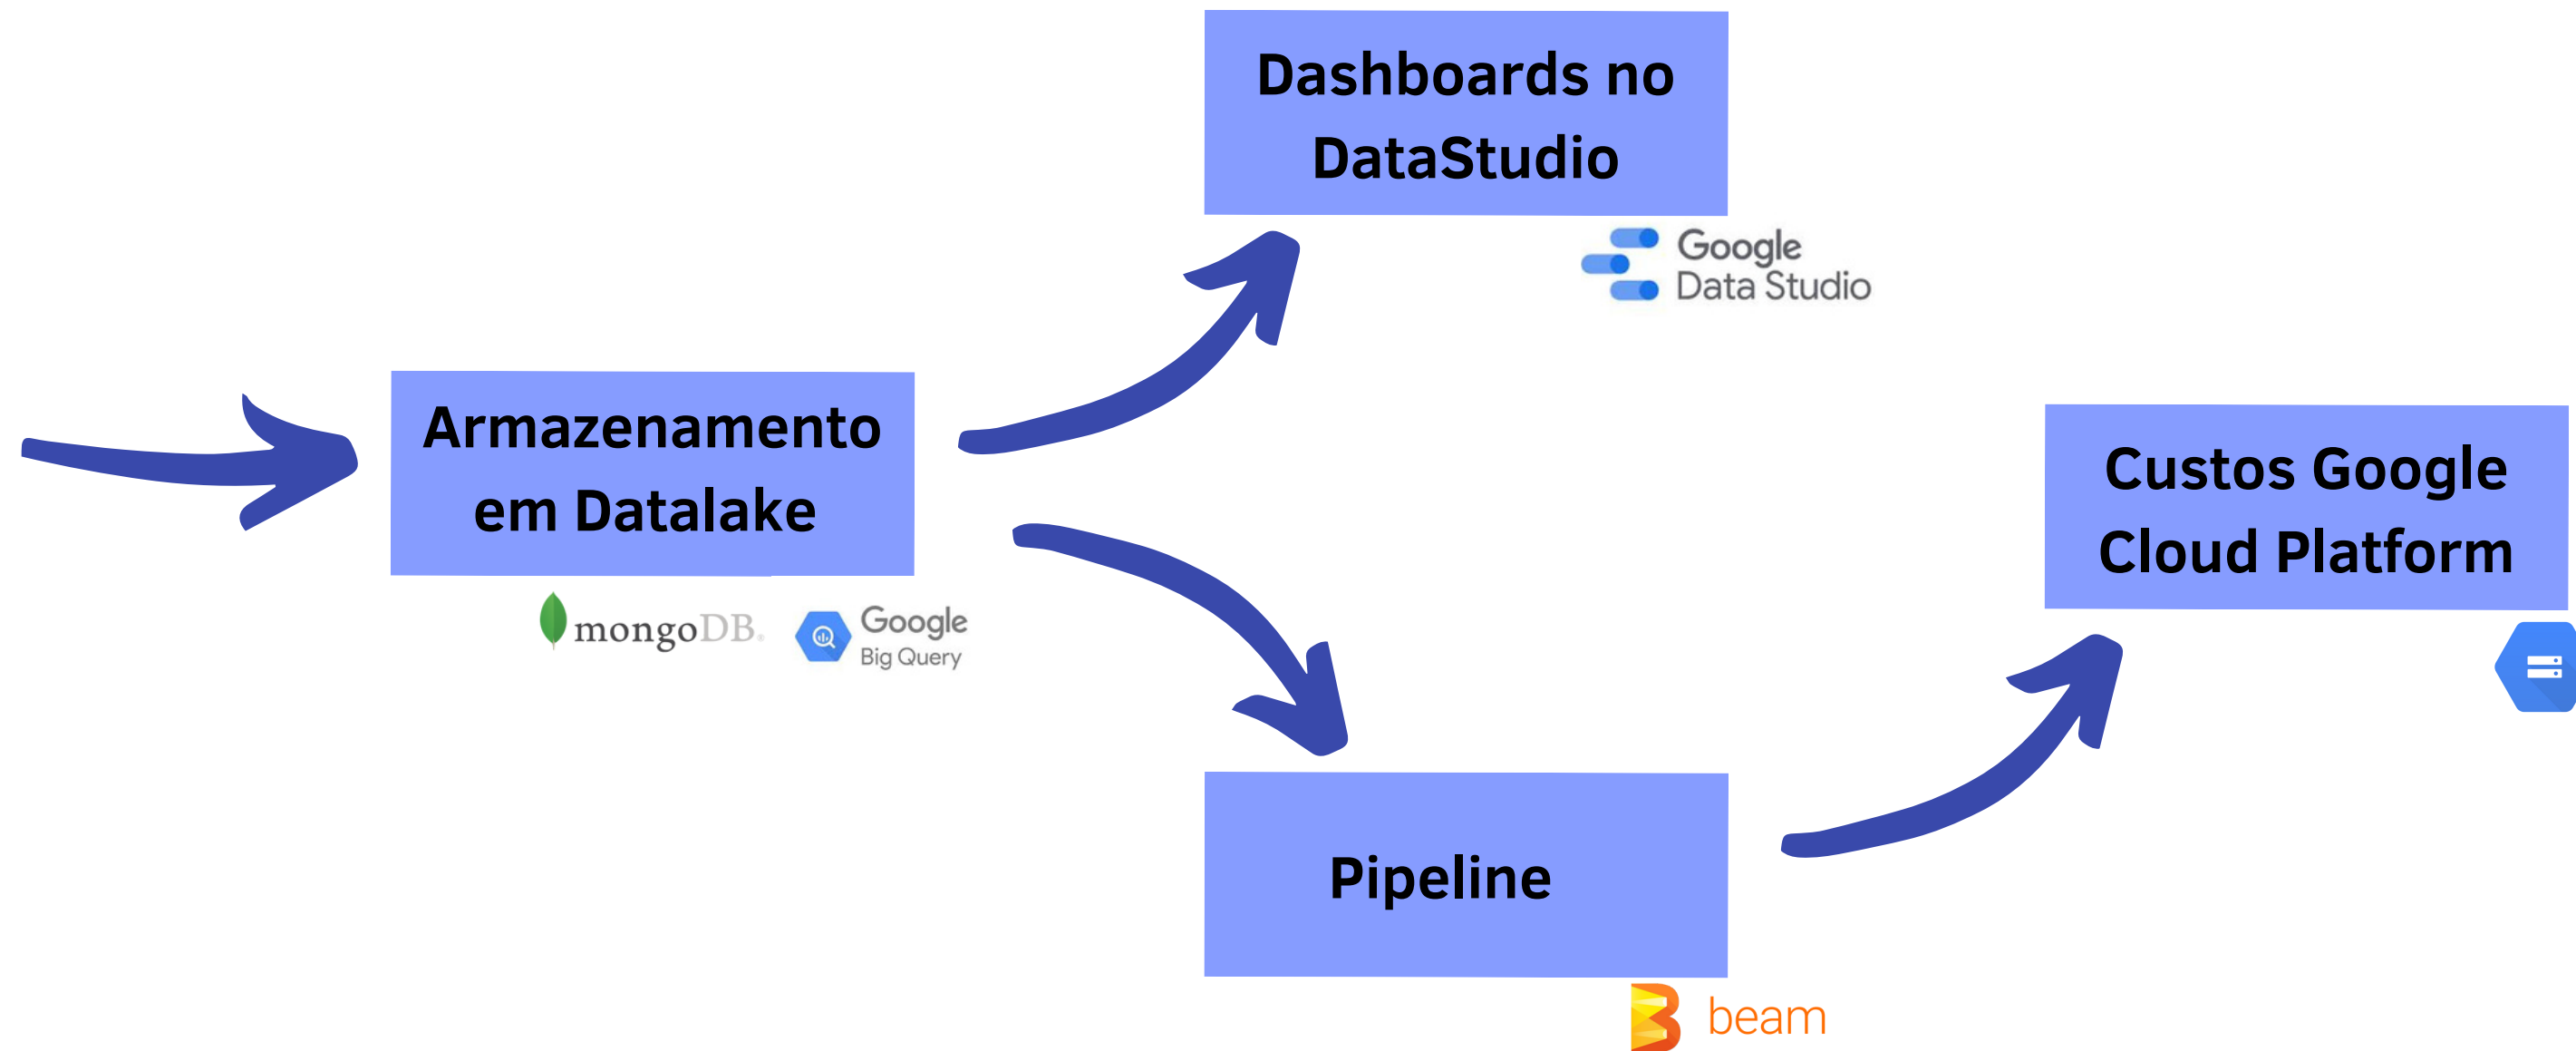 Dashboards no
DataStudio
Google
Data Studio
Armazenamento
em Datalake
mongoDB.
Google
Big Query
Custos Google
Cloud Platform
Pipeline
beam